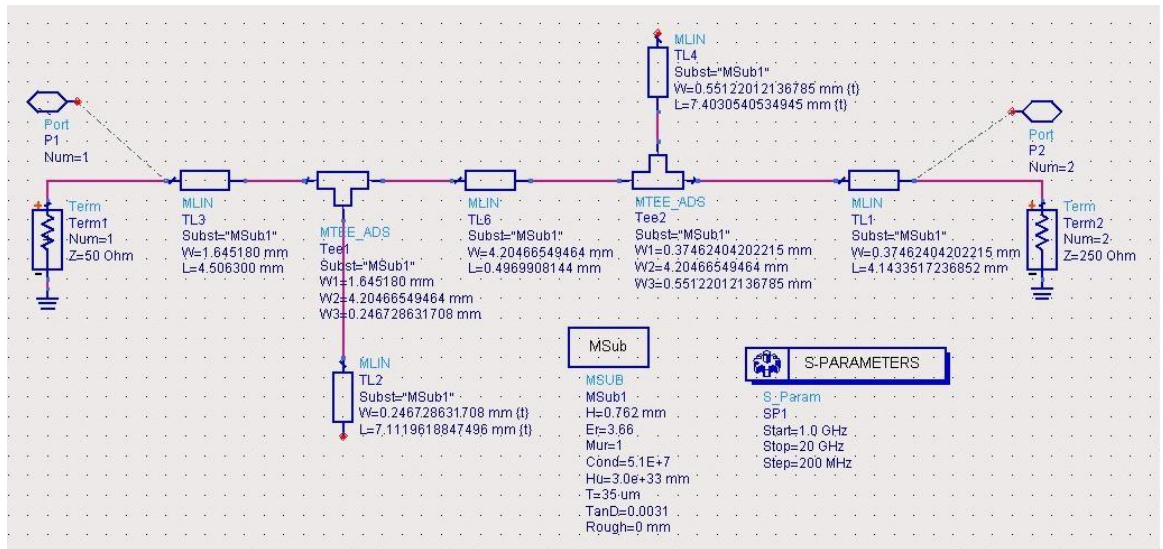 MLIN
TL4
Subst="MSub1"
W=0.55122012136785 mm {t}
L=7.4030540534945 mm {t}
Port
P1
Num=1
Port
P2
Num=2
Term
Term1
Num=1
Z=50 Ohm
MLIN
TL3
Subst="MSub1"
W=1.645180 mm
L=4.506300 mm
MTEE_ADS
Tee1
Subst="MSub1"
W1=1.645180 mm
W2=4.20466549464 mm
W3=0.246728631708 mm
MLIN
TL6
Subst="MSub1"
W=4.20466549464 mm
L=0.4969908144 mm
MTEE_ADS
Tee2
Subst="MSub1"
W1=0.37462404202215 mm
W2=4.20466549464 mm
W3=0.55122012136785 mm
MLIN
TL1
Subst="MSub1"
W=0.37462404202215 mm
L=4.1433517236852 mm
Term
Term2
Num=2
Z=250 Ohm
MLIN
TL2
Subst="MSub1"
W=0.246728631708 mm {t}
L=7.1119618847496 mm {t}
MSub
MSUB
MSub1
H=0.762 mm
Er=3.66
Mur=1
Cond=5.1E+7
Hu=3.0e+33 mm
T=35 um
TanD=0.0031
Rough=0 mm
S-PARAMETERS
S_Param
SP1
Start=1.0 GHz
Stop=20 GHz
Step=200 MHz